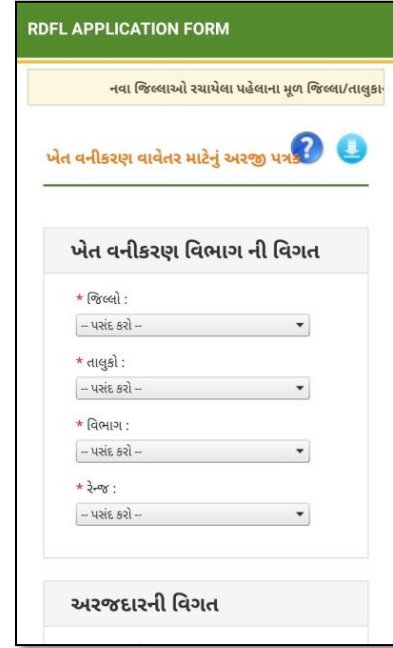 RDFL APPLICATION FORM
નવા જિલ્લાઓ રચાયેલા પહેલાના મૂળ જિલ્લા/તાલુકા
ખેત વનીકરણ વાવેતર માટેનું અરજી પત્રક
ખેત વનીકરણ વિભાગ ની વિગત
* જિલ્લો :
-- પસંદ કરો --
* તાલુકો :
-- પસંદ કરો --
* વિભાગ :
-- પસંદ કરો --
* રેન્જ :
-- પસંદ કરો --
અરજદારની વિગત